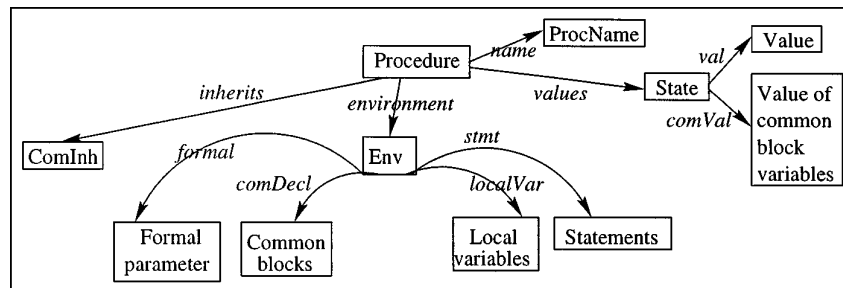 ProcName
name
Procedure
Value
val
inherits
environment
values
State
comVal
Value of
common
block
variables
ComInh
formal
Env
stmt
comDecl
localVar
Formal
parameter
Common
blocks
Local
variables
Statements